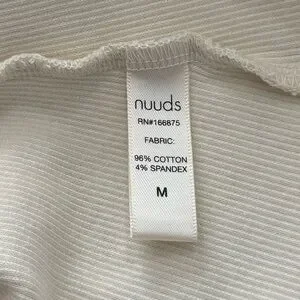 nuuds
RN#166875
FABRIC:
96% COTTON
4% SPANDEX
M